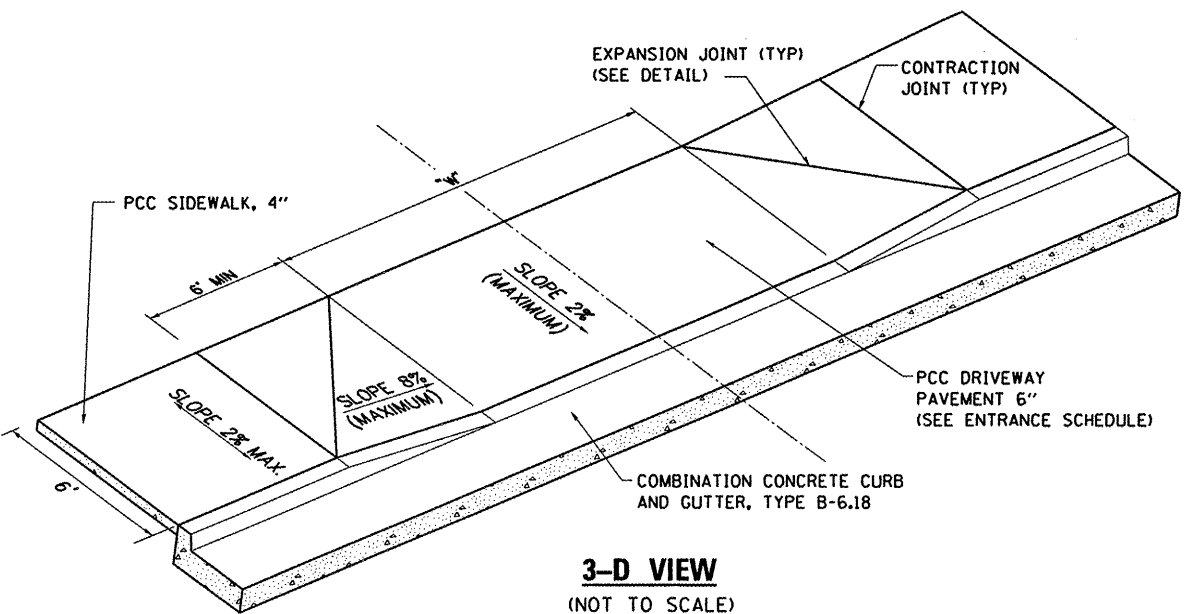 EXPANSION JOINT (TYP)
(SEE DETAIL)
CONTRACTION
JOINT (TYP)
"W"
PCC SIDEWALK, 4"
6' MIN
SLOPE 2%
(MAXIMUM)
SLOPE 8%
(MAXIMUM)
SLOPE 2% MAX.
6'
PCC DRIVEWAY
PAVEMENT 6"
(SEE ENTRANCE SCHEDULE)
COMBINATION CONCRETE CURB
AND GUTTER, TYPE B-6.18
3-D VIEW
(NOT TO SCALE)